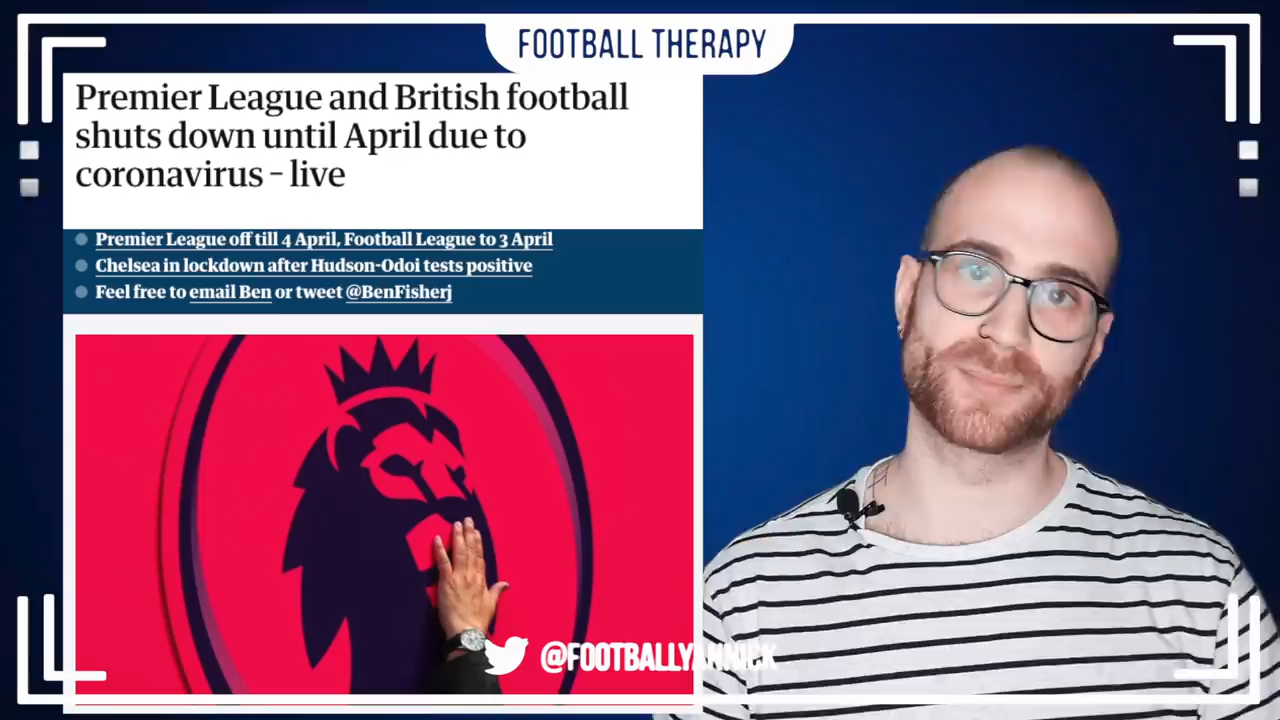 FOOTBALL THERAPY
Premier League and British football
shuts down until April due to
coronavirus – live
Premier League off till 4 April, Football League to 3 April
Chelsea in lockdown after Hudson-Odoi tests positive
Feel free to email Ben or tweet @BenFisherj
@FOOTBALLYANNICK